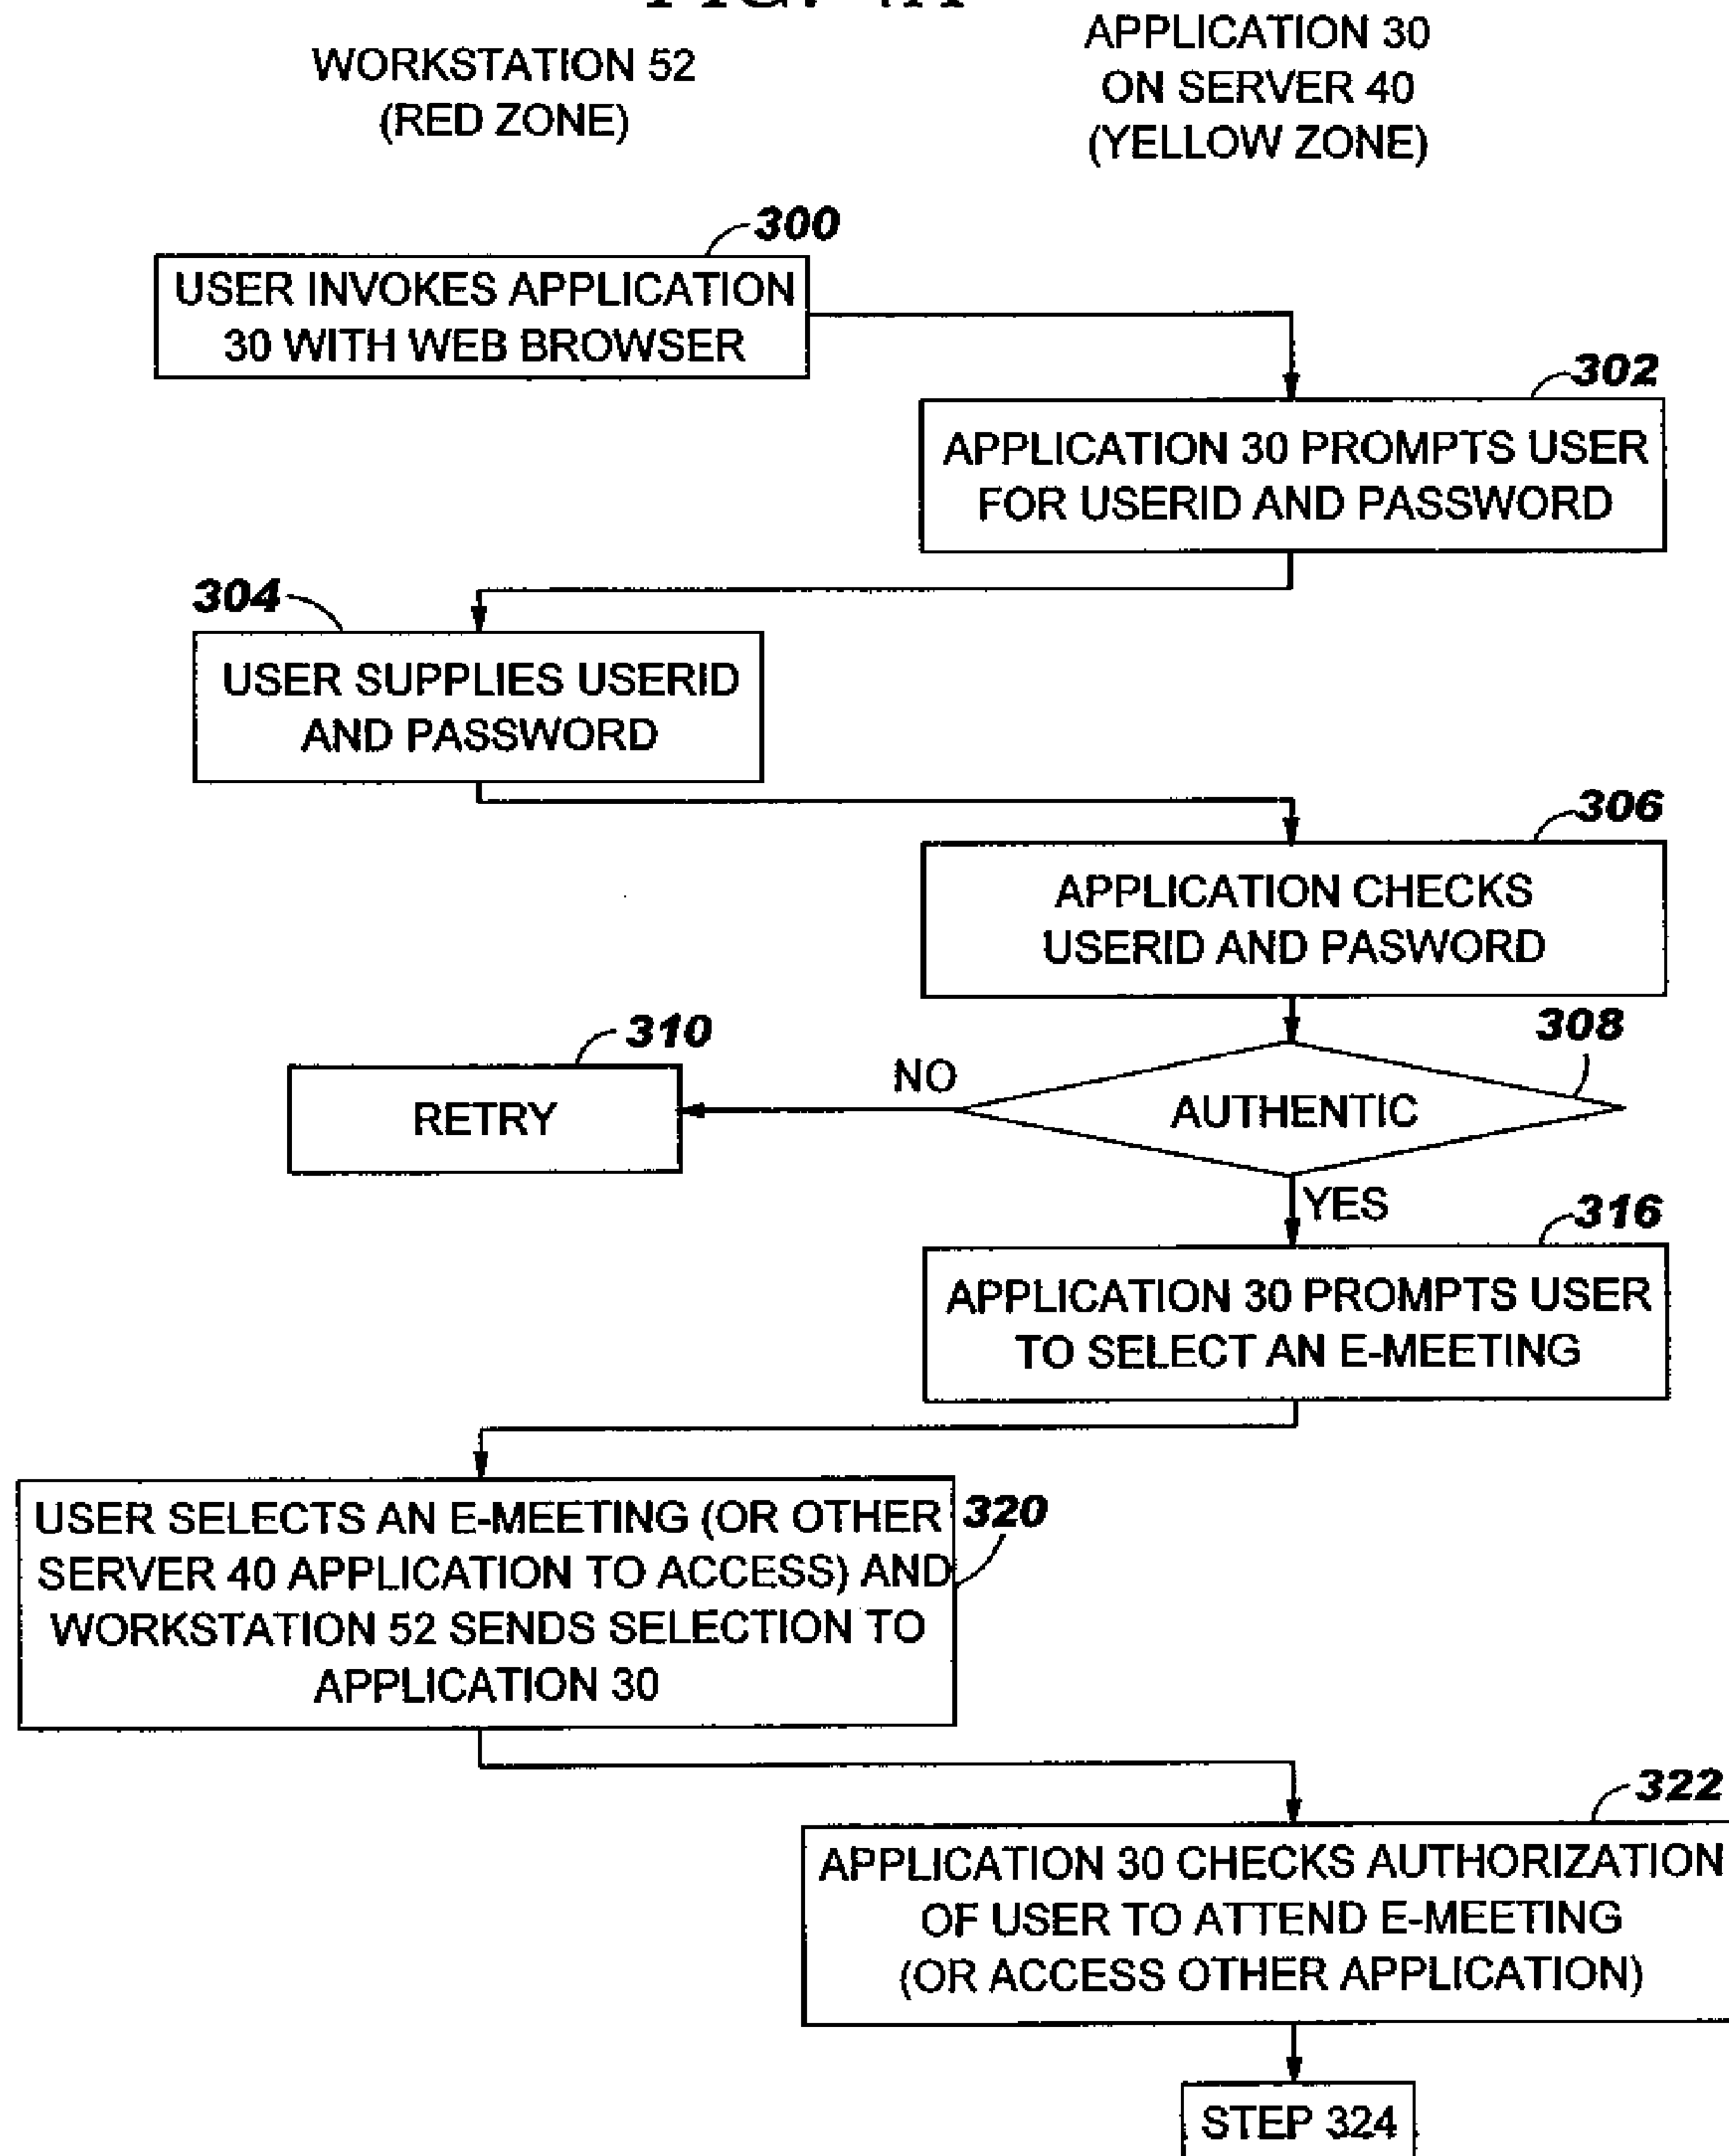 WORKSTATION 52
(RED ZONE)
APPLICATION 30
ON SERVER 40
(YELLOW ZONE)
300
USER INVOKES APPLICATION
30 WITH WEB BROWSER
302
APPLICATION 30 PROMPTS USER
FOR USERID AND PASSWORD
304
USER SUPPLIES USERID
AND PASSWORD
306
APPLICATION CHECKS
USERID AND PASWORD
308
AUTHENTIC
NO
310
RETRY
YES
316
APPLICATION 30 PROMPTS USER
TO SELECT AN E-MEETING
320
USER SELECTS AN E-MEETING (OR OTHER
SERVER 40 APPLICATION TO ACCESS) AND
WORKSTATION 52 SENDS SELECTION TO
APPLICATION 30
322
APPLICATION 30 CHECKS AUTHORIZATION
OF USER TO ATTEND E-MEETING
(OR ACCESS OTHER APPLICATION)
STEP 324